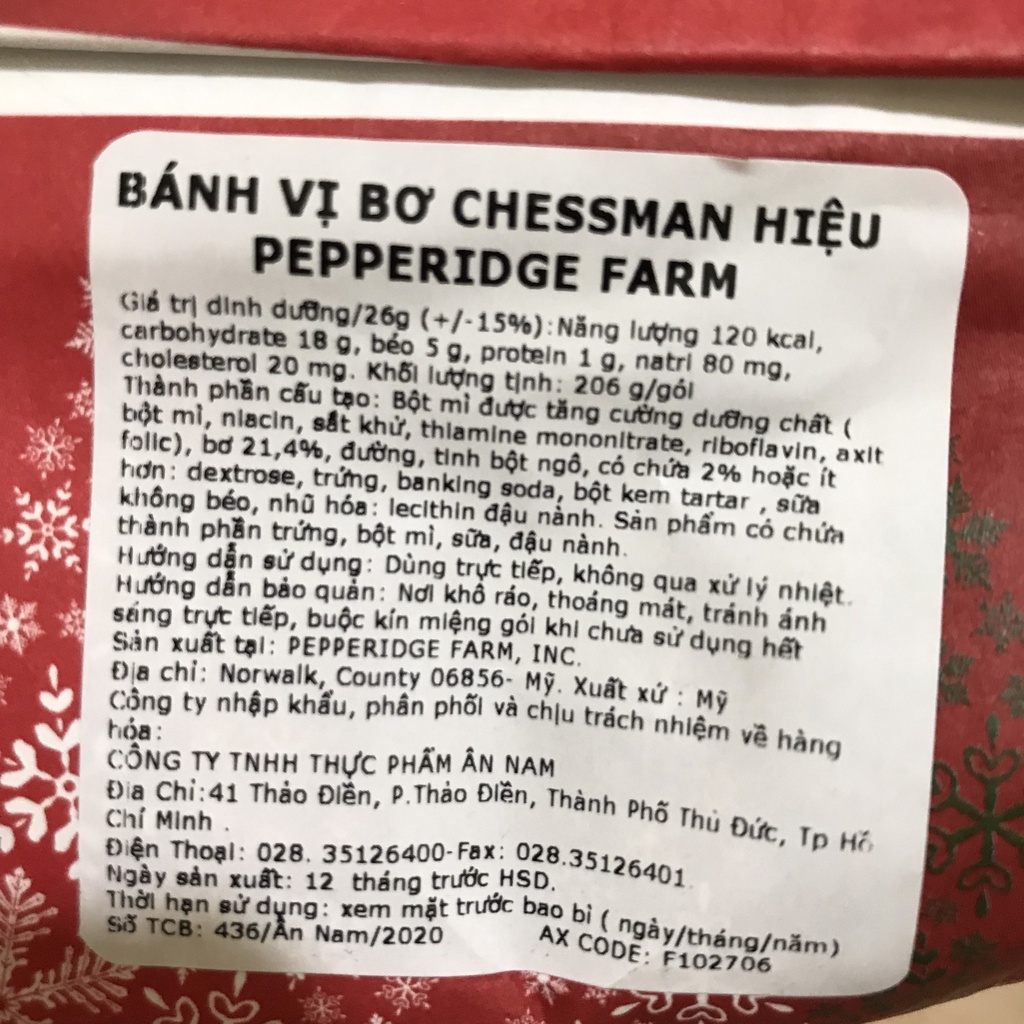 BÁNH VỊ BƠ CHESSMAN HIỆU
PEPPERIDGE FARM
Giá trị dinh dưỡng/26g (+/-15%):Năng lượng 120 kcal,
carbohydrate 18 g, béo 5 g, protein 1 g, natri 80 mg,
cholesterol 20 mg. Khối lượng tịnh: 206 g/gói
Thành phần cấu tạo: Bột mì được tăng cường dưỡng chất (
bột mì, niacin, sắt khử, thiamine mononitrate, riboflavin, axit
folic), bơ 21,4%, đường, tinh bột ngô, có chứa 2% hoặc ít
hơn: dextrose, trứng, banking soda, bột kem tartar , sữa
không béo, nhũ hóa: lecithin đậu nành. Sản phẩm có chứa
thành phần trứng, bột mì, sữa, đậu nành.
Hướng dẫn sử dụng: Dùng trực tiếp, không qua xử lý nhiệt.
Hướng dẫn bảo quản: Nơi khô ráo, thoáng mát, tránh ánh
sáng trực tiếp, buộc kín miệng gói khi chưa sử dụng hết
Sản xuất tại: PEPPERIDGE FARM, INC.
Địa chỉ: Norwalk, County 06856- Mỹ. Xuất xứ : Mỹ
Công ty nhập khẩu, phân phối và chịu trách nhiệm về hàng
hóa:
CÔNG TY TNHH THỰC PHẨM ÂN NAM
Địa Chỉ:41 Thảo Điền, P.Thảo Điền, Thành Phố Thủ Đức, Tp Hồ
Chí Minh .
Điện Thoại: 028. 35126400-Fax: 028.35126401.
Ngày sản xuất: 12 tháng trước HSD.
Thời hạn sử dụng: xem mặt trước bao bì ( ngày/tháng/năm)
Số TCB: 436/Ân Nam/2020 AX CODE: F102706